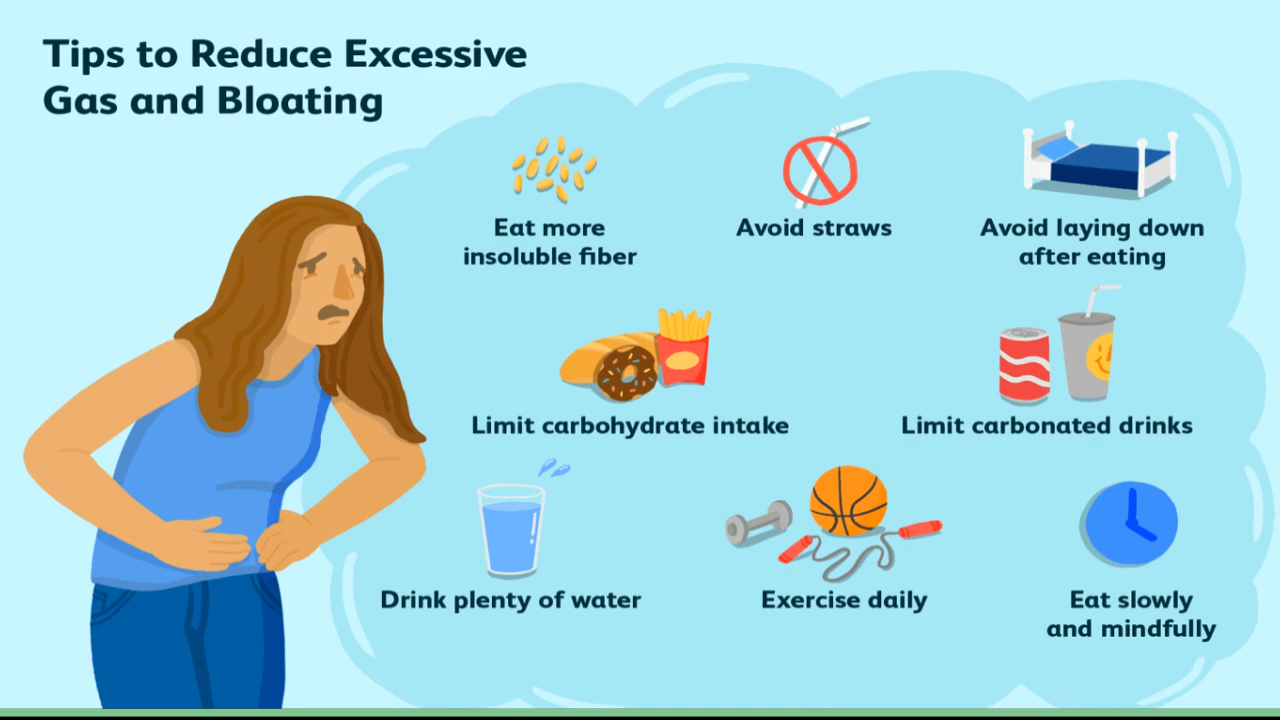 Tips to Reduce Excessive
Gas and Bloating
Eat more
insoluble fiber
Avoid straws
Avoid laying down
after eating
Limit carbohydrate intake
Limit carbonated drinks
Drink plenty of water
Exercise daily
Eat slowly
and mindfully